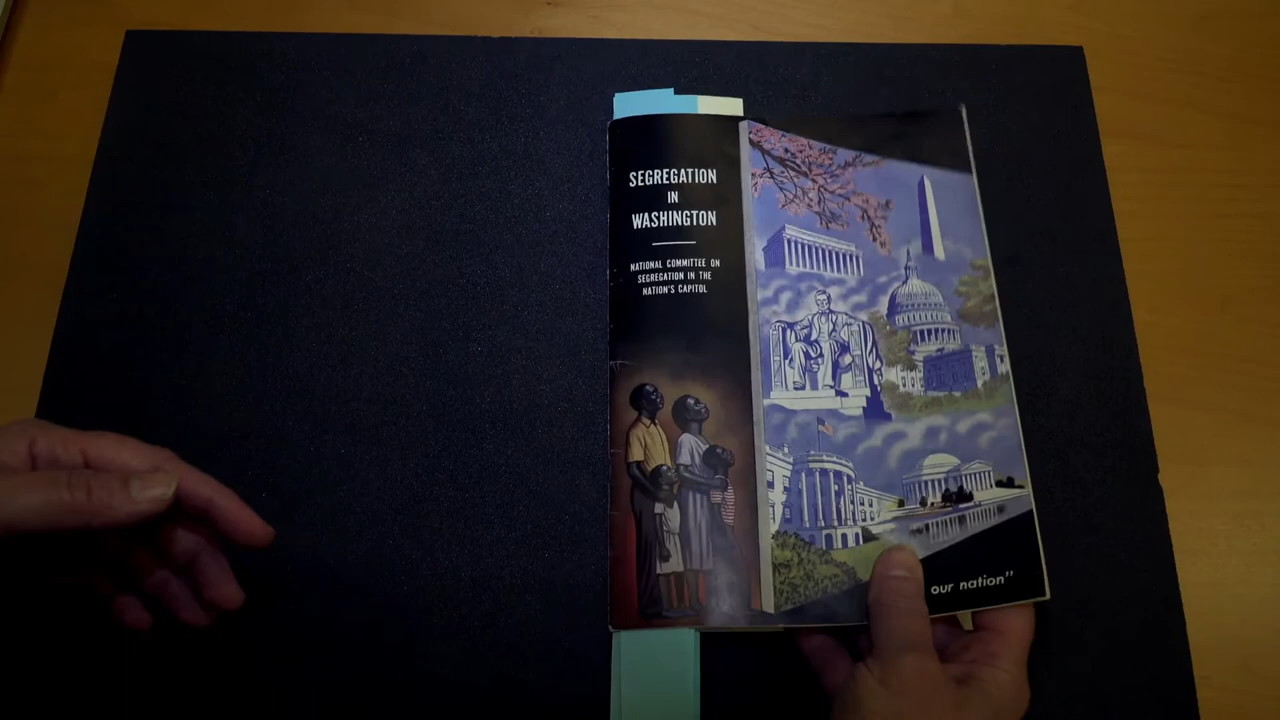 SEGREGATION
IN
WASHINGTON
NATIONAL COMMITTEE ON
SEGREGATION IN THE
NATION'S CAPITOL
our nation"